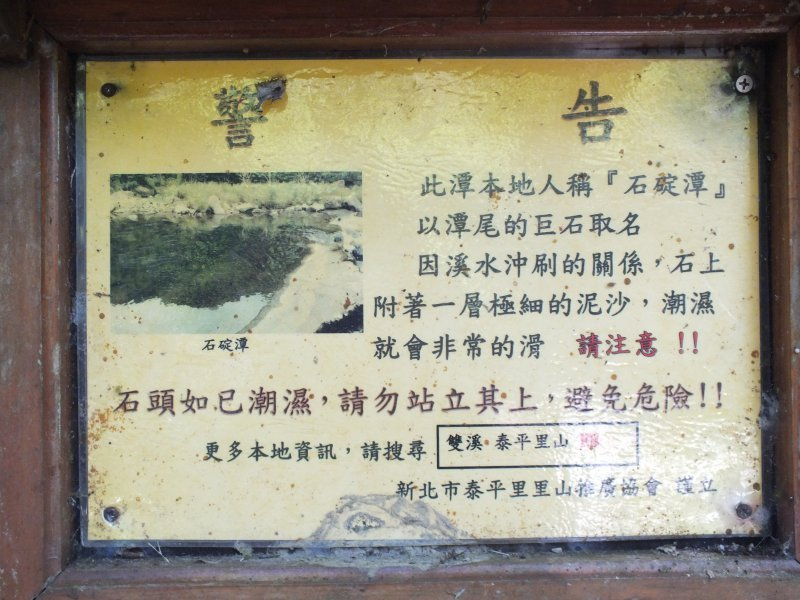 警 告
此潭本地人稱『石碇潭』
以潭尾的巨石取名
因溪水沖刷的關係，石上
附著一層極細的泥沙，潮濕
就會非常的滑 請注意 !!
石碇潭
石頭如已潮濕，請勿站立其上，避免危險!!
更多本地資訊，請搜尋 雙溪 泰平里山
新北市泰平里里山推廣協會 謹立